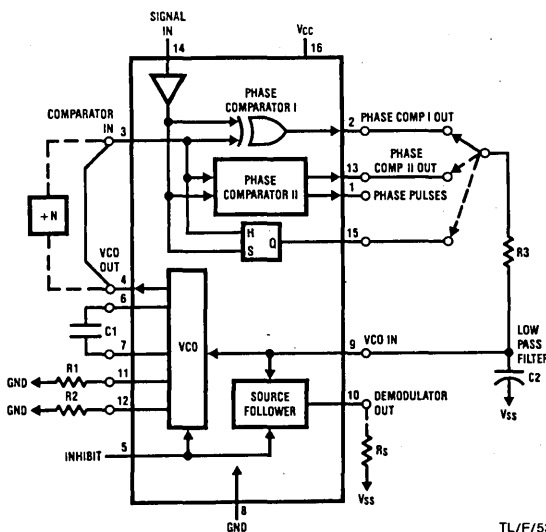 SIGNAL
IN
14
VCC
16
PHASE
COMPARATOR I
COMPARATOR
IN
3
2
PHASE COMP I OUT
13
PHASE
COMP II OUT
PHASE
COMPARATOR II
1
PHASE PULSES
+N
H
S
Q
15
R3
VCO
OUT
4
6
C1
7
VCO
9
VCO IN
LOW
PASS
FILTER
C2
VSS
GND
R1
11
GND
R2
12
SOURCE
FOLLOWER
10
DEMODULATOR
OUT
RS
VSS
INHIBIT
5
8
GND